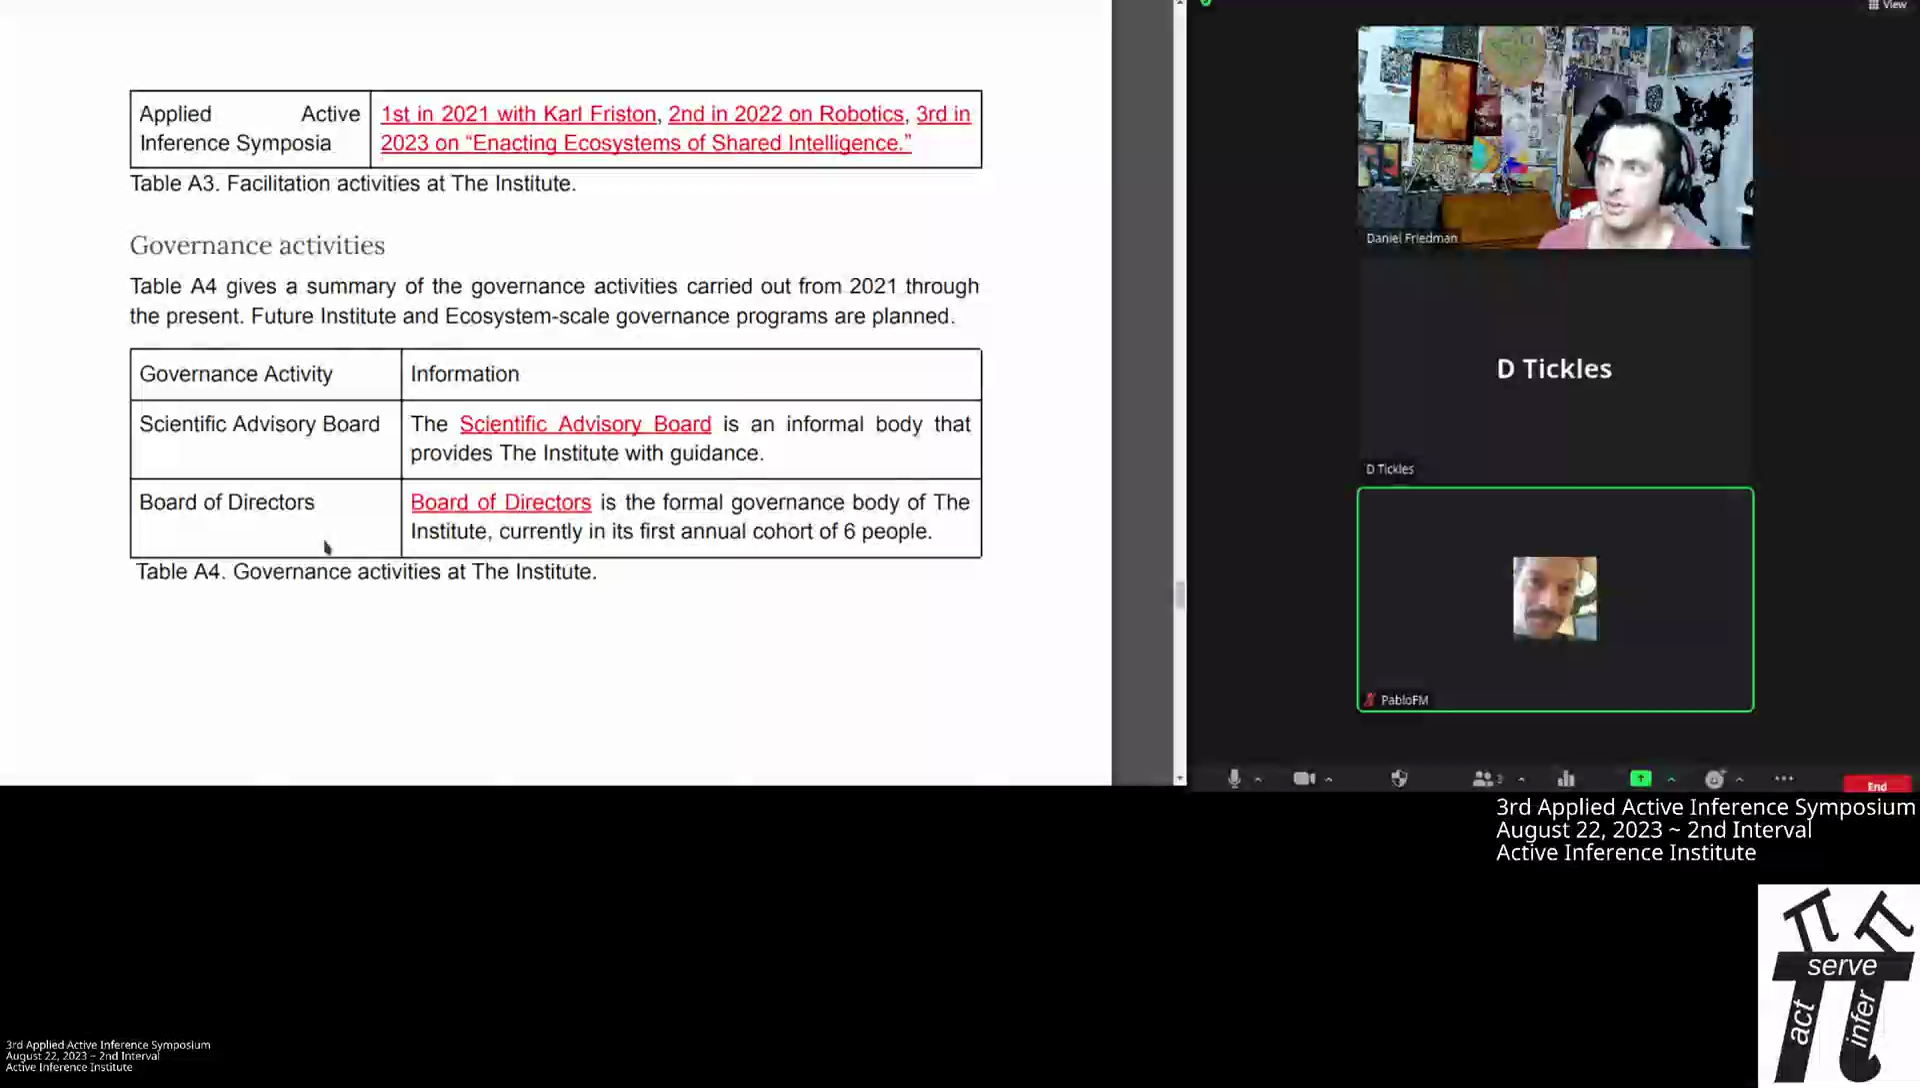 Applied Active
Inference Symposia
1st in 2021 with Karl Friston, 2nd in 2022 on Robotics, 3rd in
2023 on “Enacting Ecosystems of Shared Intelligence.”
Table A3. Facilitation activities at The Institute.
Governance activities
Table A4 gives a summary of the governance activities carried out from 2021 through
the present. Future Institute and Ecosystem-scale governance programs are planned.
Governance Activity
Information
Scientific Advisory Board
The Scientific Advisory Board is an informal body that
provides The Institute with guidance.
Board of Directors
Board of Directors is the formal governance body of The
Institute, currently in its first annual cohort of 6 people.
Table A4. Governance activities at The Institute.
View
Daniel Friedman
D Tickles
D Tickles
PabloFM
3
End
3rd Applied Active Inference Symposium
August 22, 2023 ~ 2nd Interval
Active Inference Institute
serve
act
infer
3rd Applied Active Inference Symposium
August 22, 2023 ~ 2nd Interval
Active Inference Institute